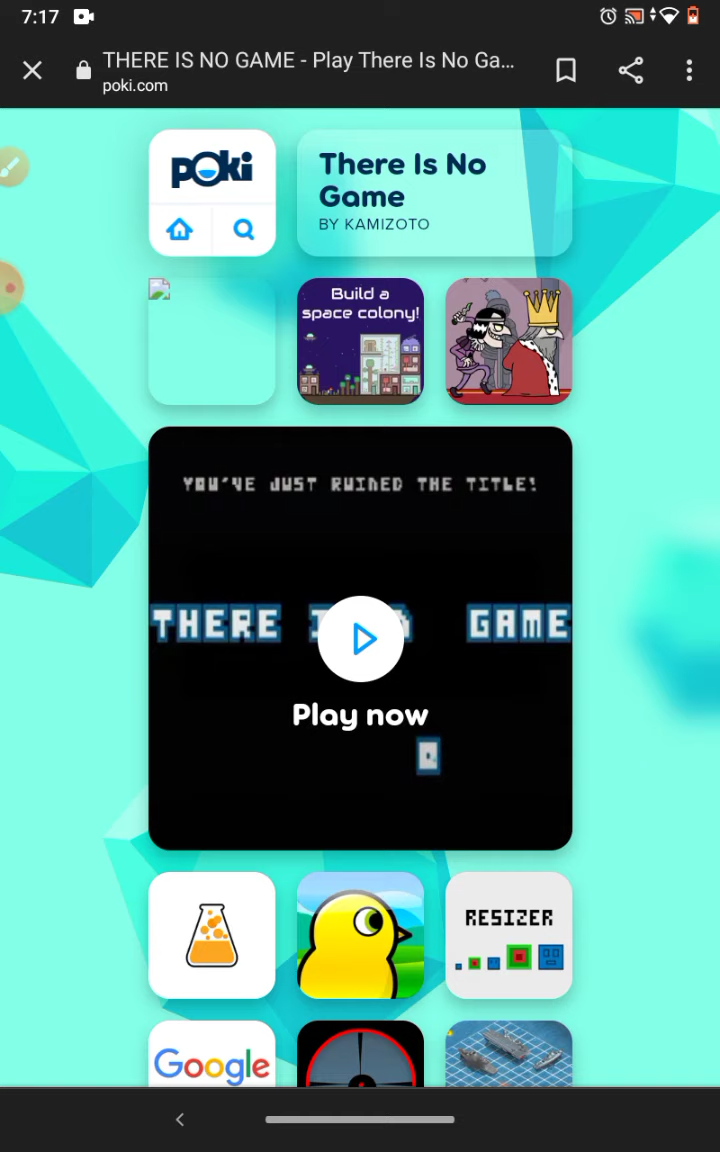 7:17
THERE IS NO GAME - Play There Is No Ga...
poki.com
poki
There Is No
Game
BY KAMIZOTO
Build a
space colony!
YOU'VE JUST RUINED THE TITLE!
THERE GAME
Play now
RESIZER
Google